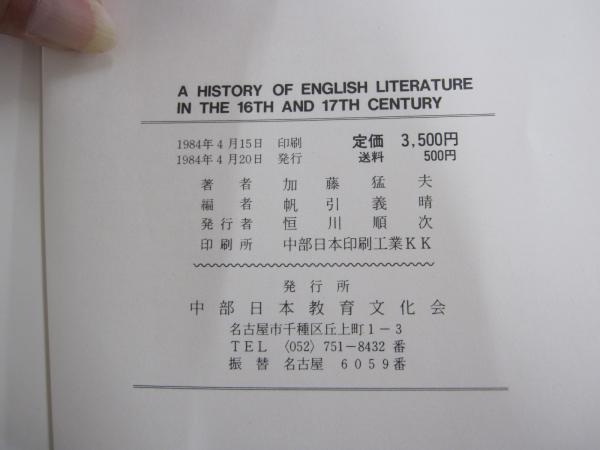 A HISTORY OF ENGLISH LITERATURE
IN THE 16TH AND 17TH CENTURY
1984年4月15日 印刷 定価 3,500円
1984年4月20日 発行 送料 500円
著者 加藤猛夫
編者 帆引義晴
発行者 恒川順次
印刷所 中部日本印刷工業KK
発行所
中部日本教育文化会
名古屋市千種区丘上町1-3
TEL 〈052〉751-8432番
振替 名古屋 6059番